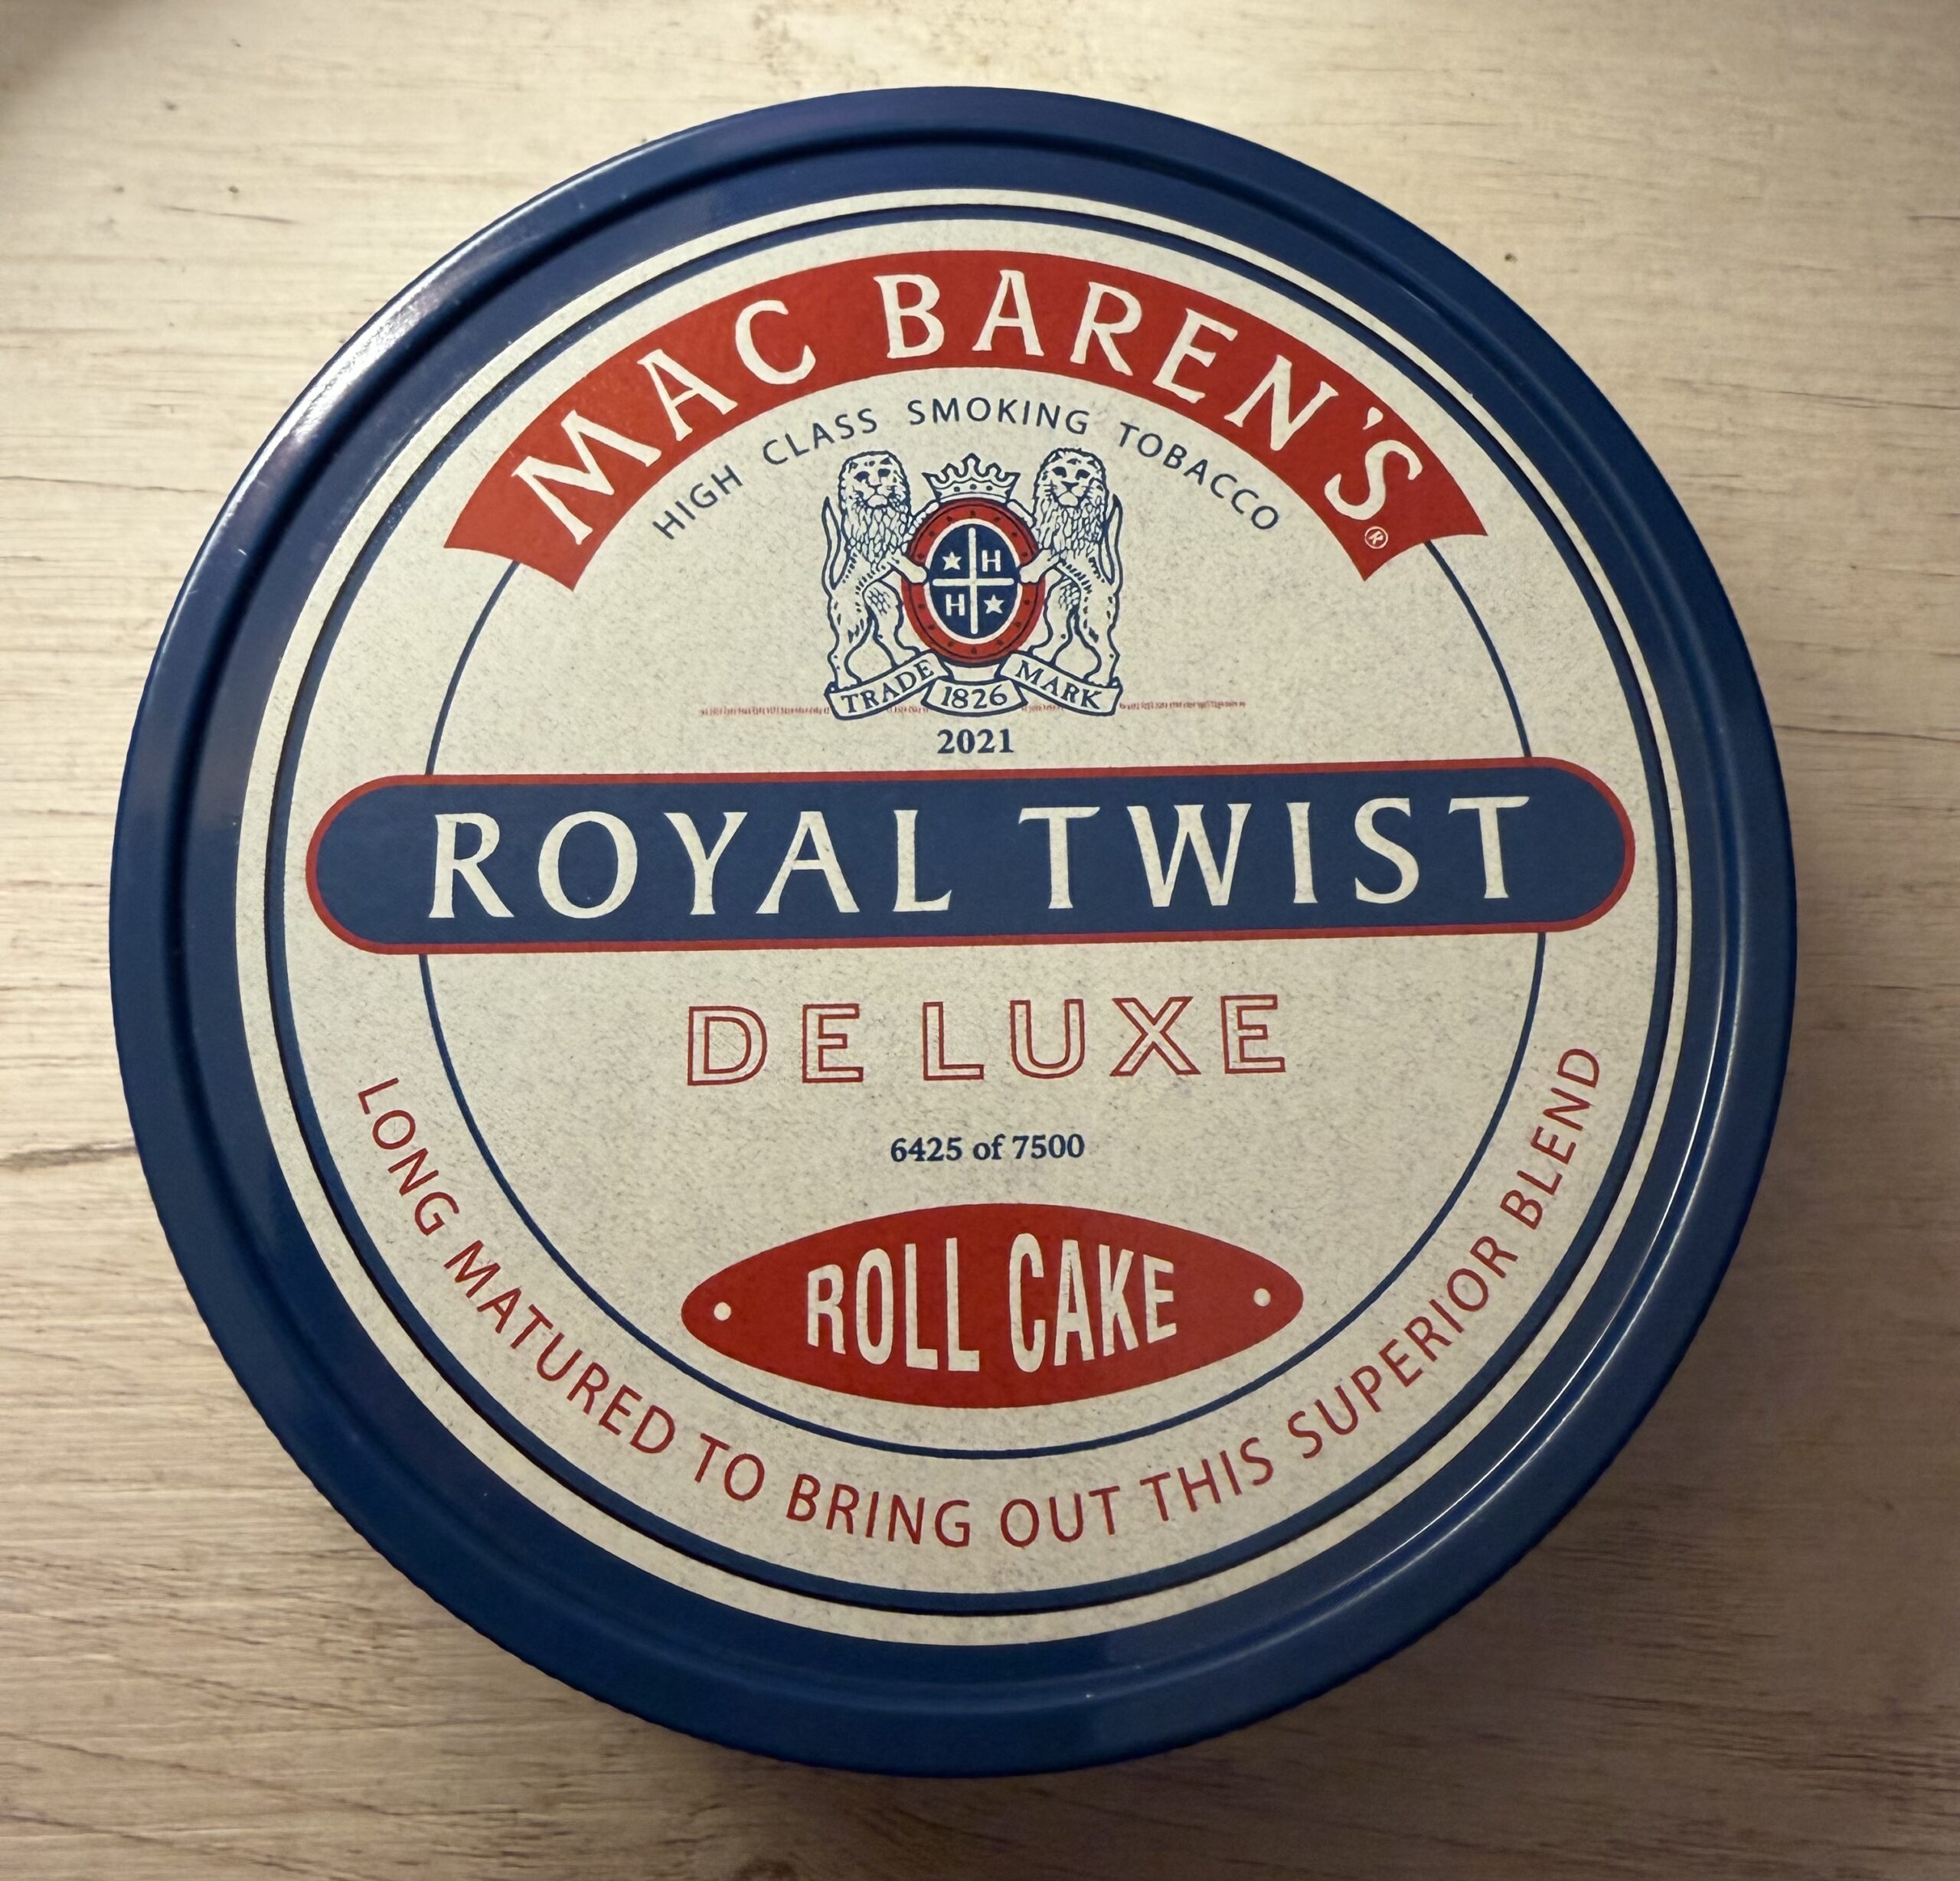 MAC BAREN'S®
HIGH CLASS SMOKING TOBACCO
H
H
TRADE 1826 MARK
2021
ROYAL TWIST
DE LUXE
6425 of 7500
ROLL CAKE
LONG MATURED TO BRING OUT THIS SUPERIOR BLEND